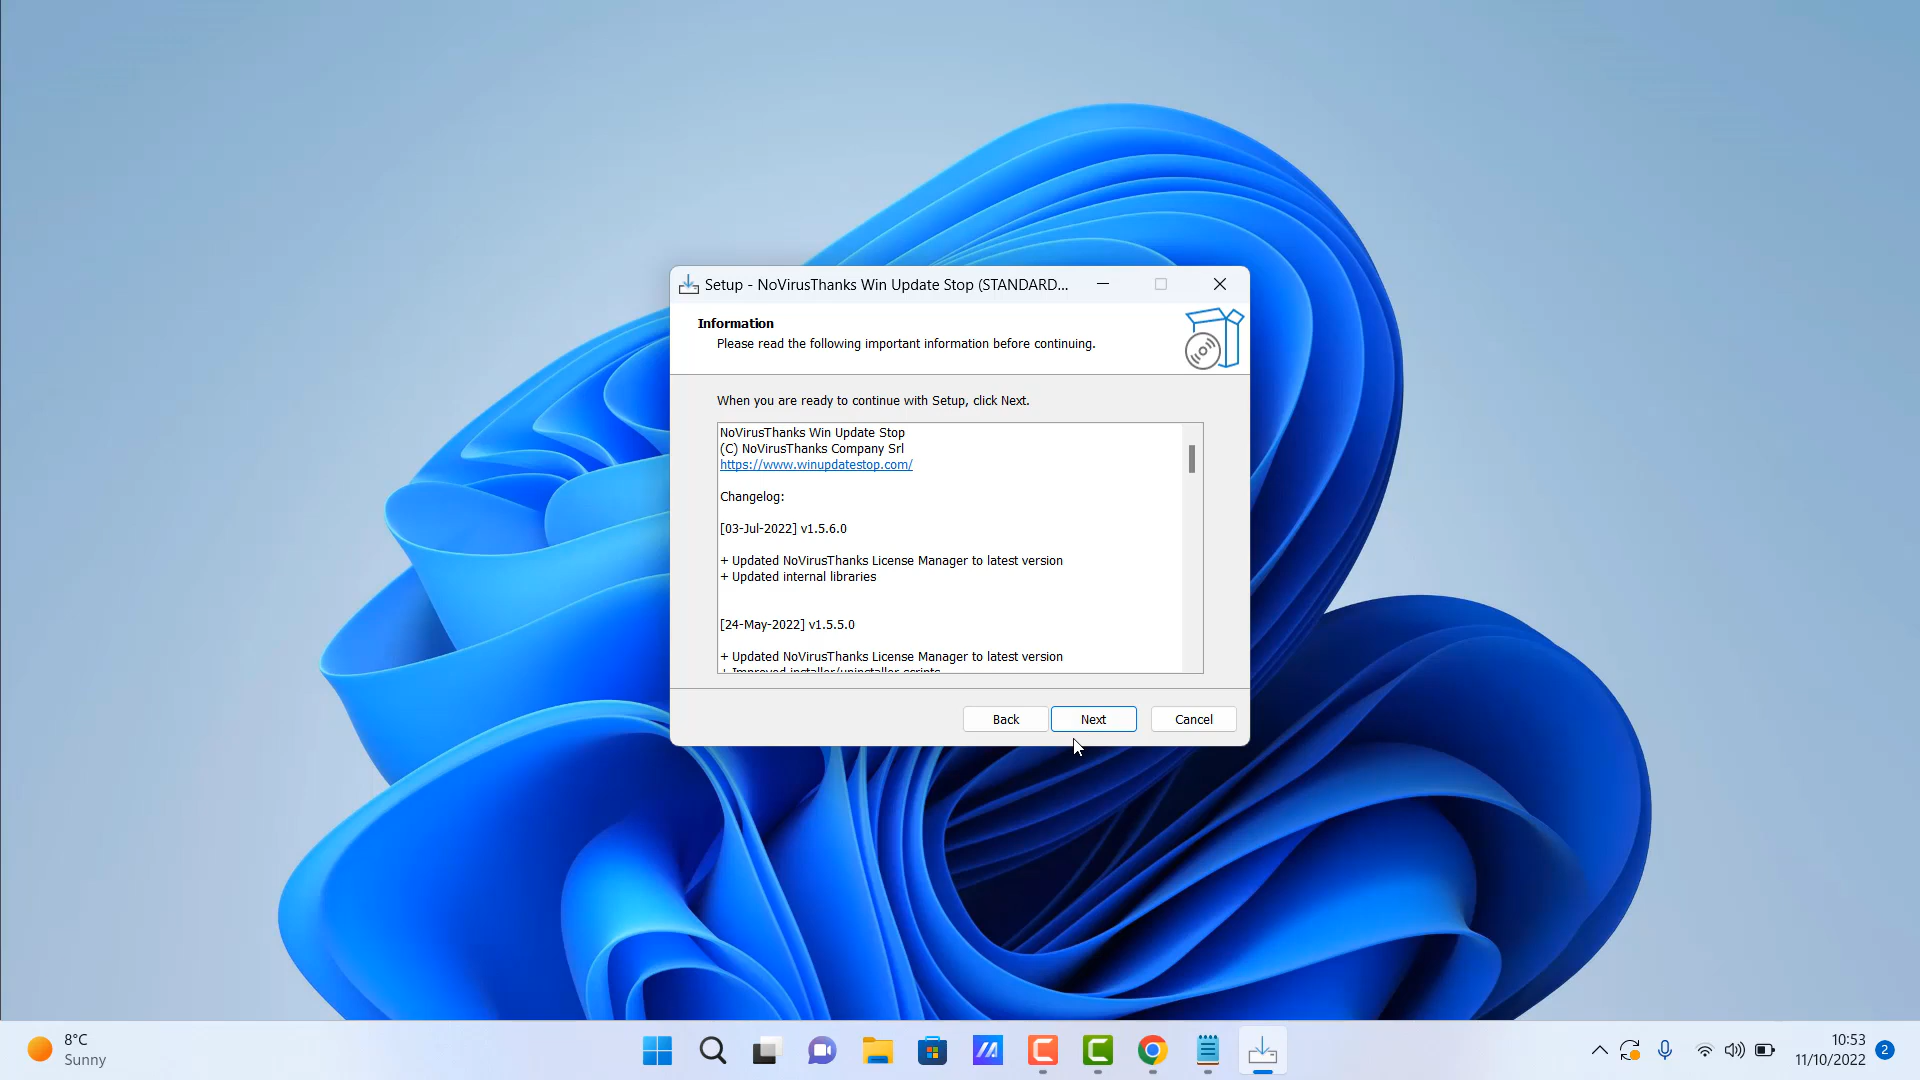 Setup - NoVirusThanks Win Update Stop (STANDARD...
Information
Please read the following important information before continuing.
When you are ready to continue with Setup, click Next.
NoVirusThanks Win Update Stop
(C) NoVirusThanks Company Srl
https://www.winupdatestop.com/
Changelog:
[03-Jul-2022] v1.5.6.0
+ Updated NoVirusThanks License Manager to latest version
+ Updated internal libraries
[24-May-2022] v1.5.5.0
+ Updated NoVirusThanks License Manager to latest version
+ Improved installer/uninstaller scripts
Back
Next
Cancel
8°C
Sunny
10:53
11/10/2022
2